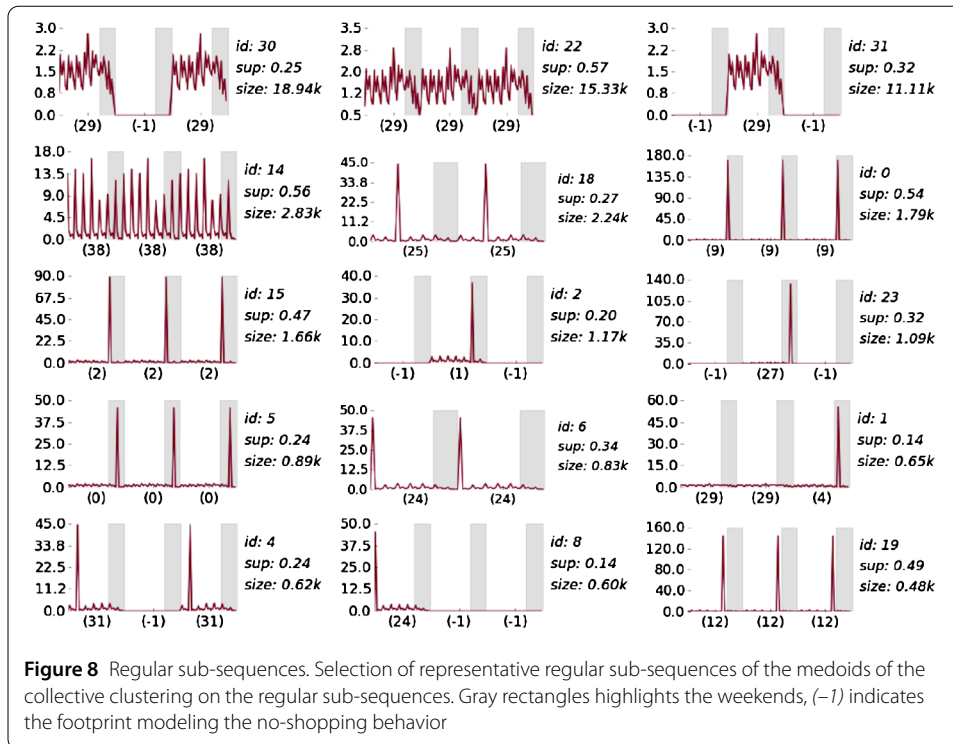 3.0
2.2
1.5
0.8
0.0
(29) (-1) (29)
id: 30
sup: 0.25
size: 18.94k
3.5
2.8
2.0
1.2
0.5
(29) (29) (29)
id: 22
sup: 0.57
size: 15.33k
3.0
2.2
1.5
0.8
0.0
(-1) (29) (-1)
id: 31
sup: 0.32
size: 11.11k
18.0
13.5
9.0
4.5
0.0
(38) (38) (38)
id: 14
sup: 0.56
size: 2.83k
45.0
33.8
22.5
11.2
0.0
(25) (25)
id: 18
sup: 0.27
size: 2.24k
180.0
135.0
90.0
45.0
0.0
(9) (9) (9)
id: 0
sup: 0.54
size: 1.79k
90.0
67.5
45.0
22.5
0.0
(2) (2) (2)
id: 15
sup: 0.47
size: 1.66k
40.0
30.0
20.0
10.0
0.0
(-1) (1) (-1)
id: 2
sup: 0.20
size: 1.17k
140.0
105.0
70.0
35.0
0.0
(-1) (27) (-1)
id: 23
sup: 0.32
size: 1.09k
50.0
37.5
25.0
12.5
0.0
(0) (0) (0)
id: 5
sup: 0.24
size: 0.89k
50.0
37.5
25.0
12.5
0.0
(24) (24)
id: 6
sup: 0.34
size: 0.83k
60.0
45.0
30.0
15.0
0.0
(29) (29) (4)
id: 1
sup: 0.14
size: 0.65k
45.0
33.8
22.5
11.2
0.0
(31) (-1) (31)
id: 4
sup: 0.24
size: 0.62k
50.0
37.5
25.0
12.5
0.0
(24) (-1) (-1)
id: 8
sup: 0.14
size: 0.60k
160.0
120.0
80.0
40.0
0.0
(12) (12) (12)
id: 19
sup: 0.49
size: 0.48k
Figure 8 Regular sub-sequences. Selection of representative regular sub-sequences of the medoids of the
collective clustering on the regular sub-sequences. Gray rectangles highlights the weekends, (–1) indicates
the footprint modeling the no-shopping behavior